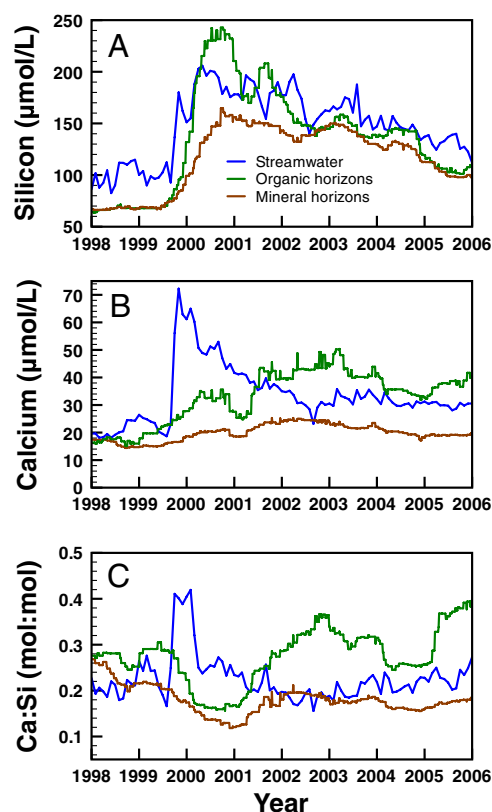 Silicon (µmol/L)
250
200
150
100
50
A
Streamwater
Organic horizons
Mineral horizons
1998 1999 2000 2001 2002 2003 2004 2005 2006
Calcium (µmol/L)
70
60
50
40
30
20
10
0
B
1998 1999 2000 2001 2002 2003 2004 2005 2006
Ca:Si (mol:mol)
0.5
0.4
0.3
0.2
0.1
C
1998 1999 2000 2001 2002 2003 2004 2005 2006
Year